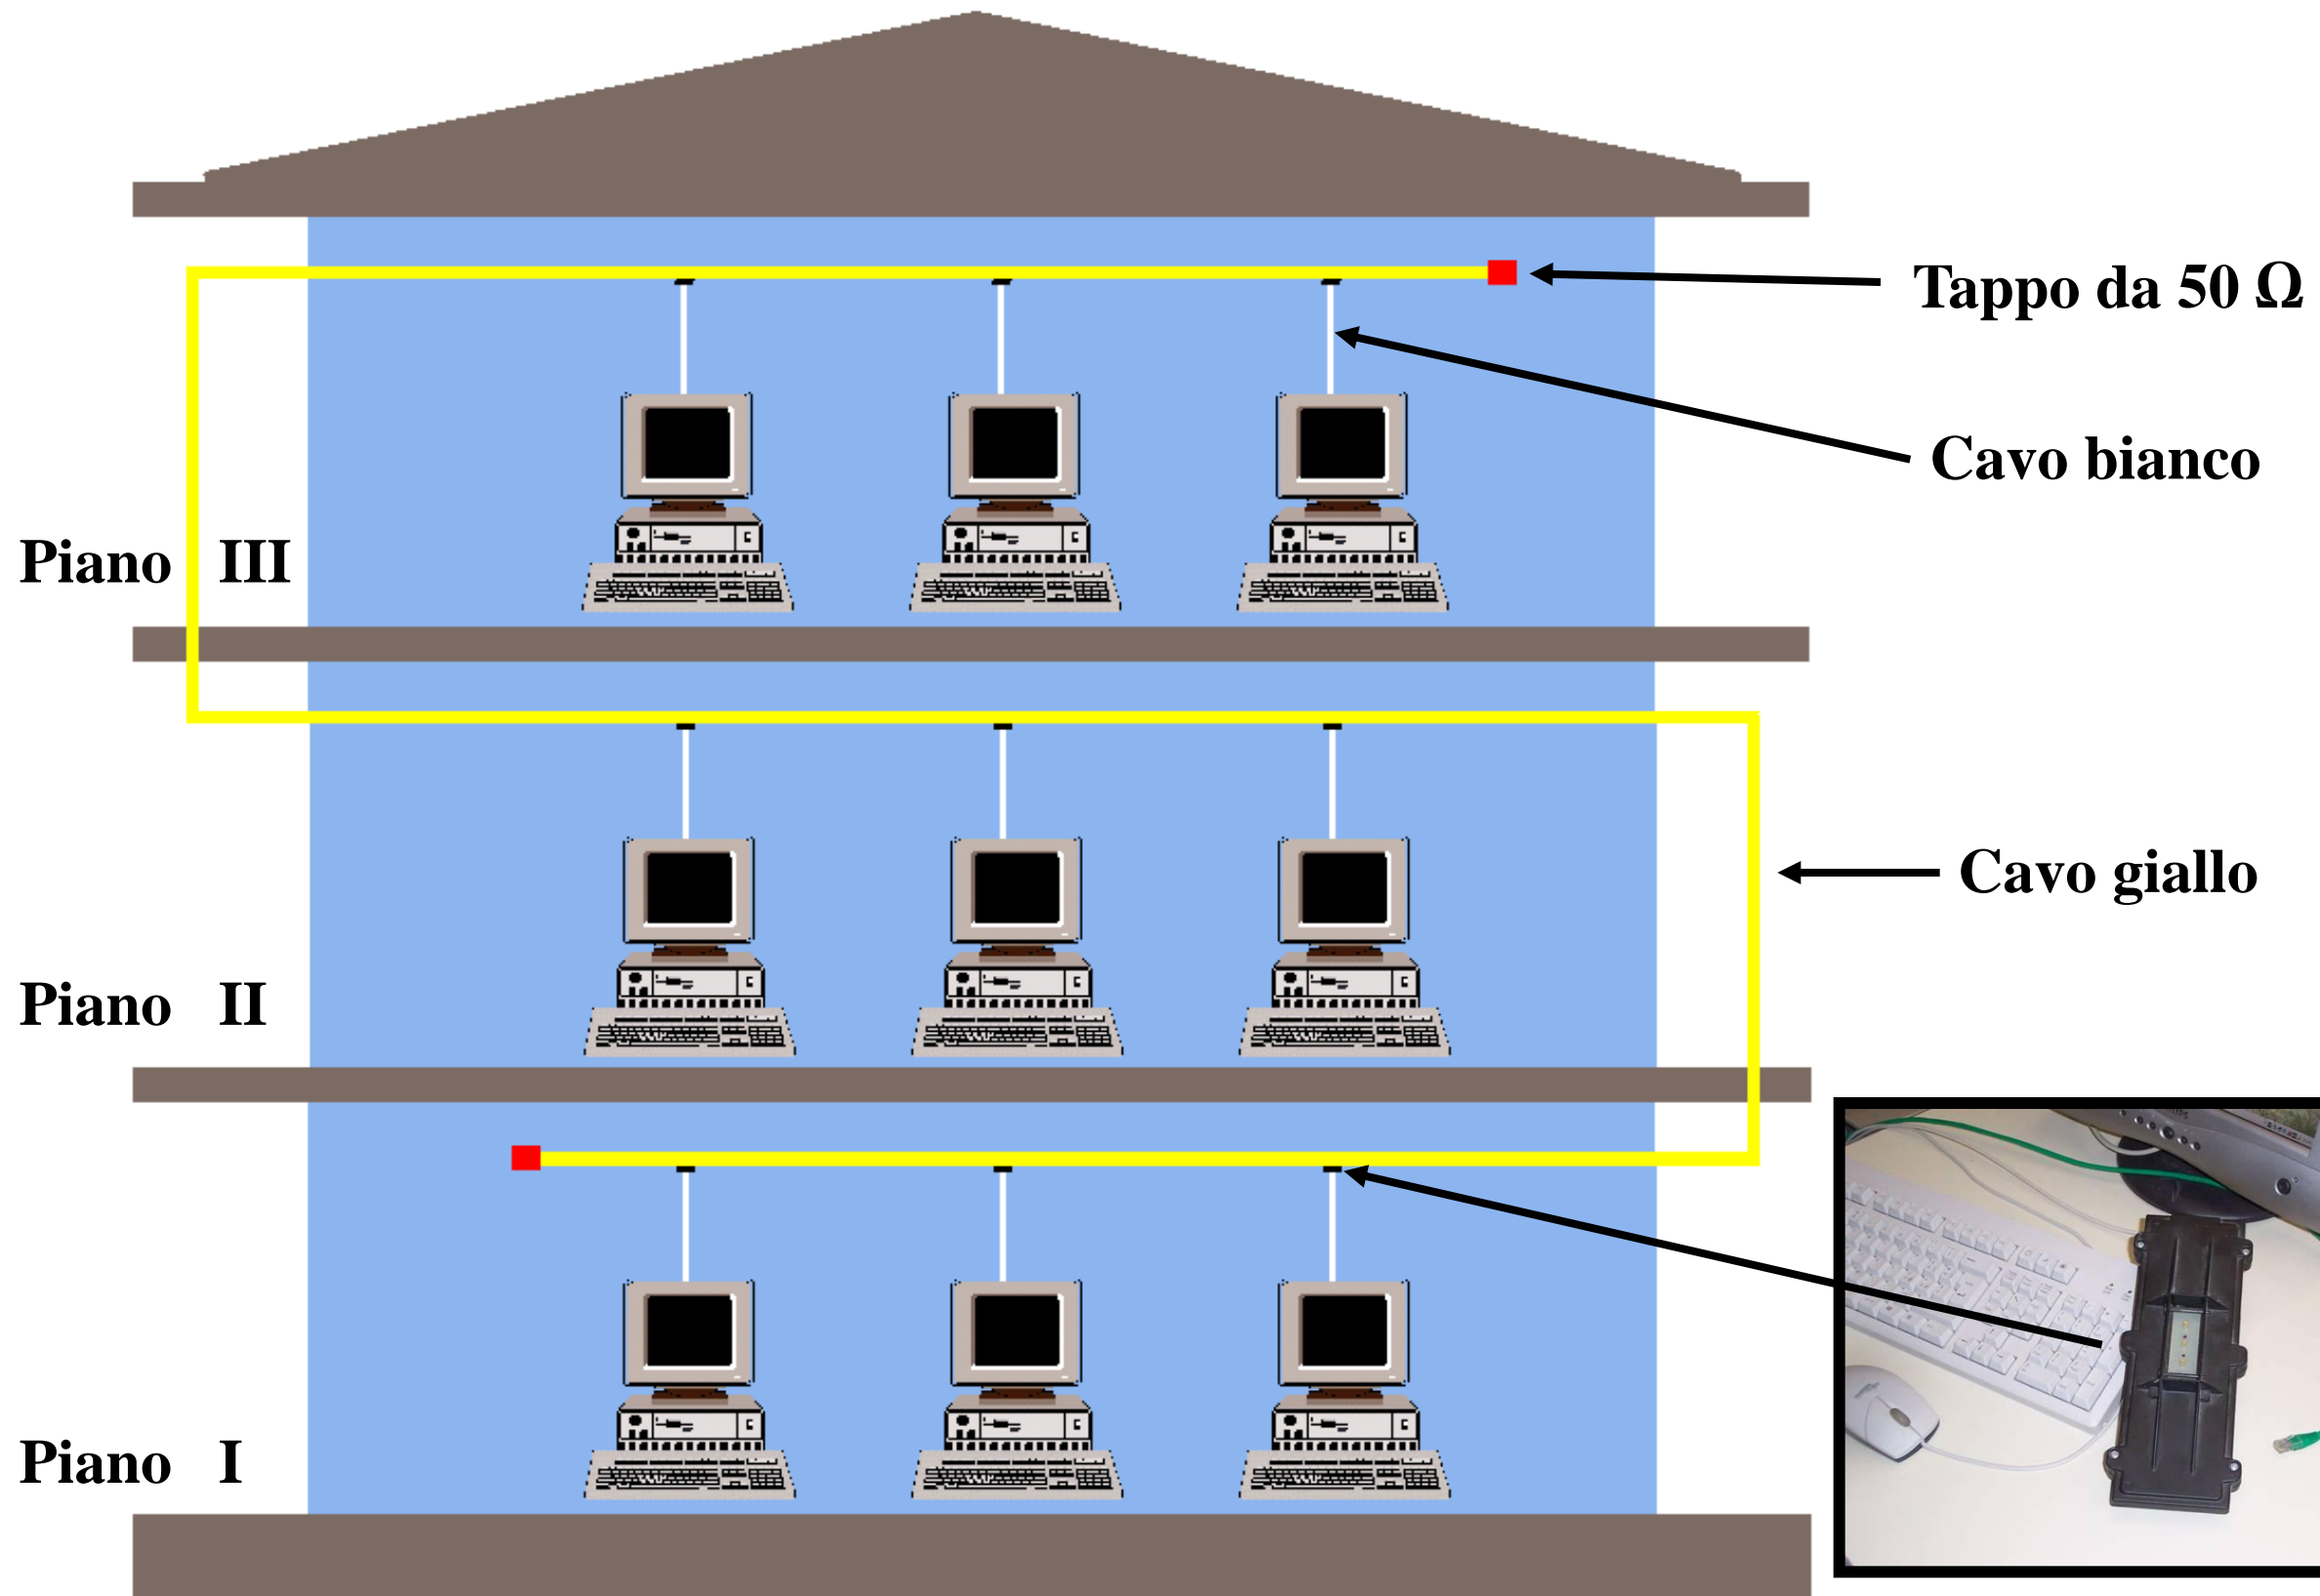 Tappo da 50 Ω
Cavo bianco
Piano III
Cavo giallo
Piano II
Piano I